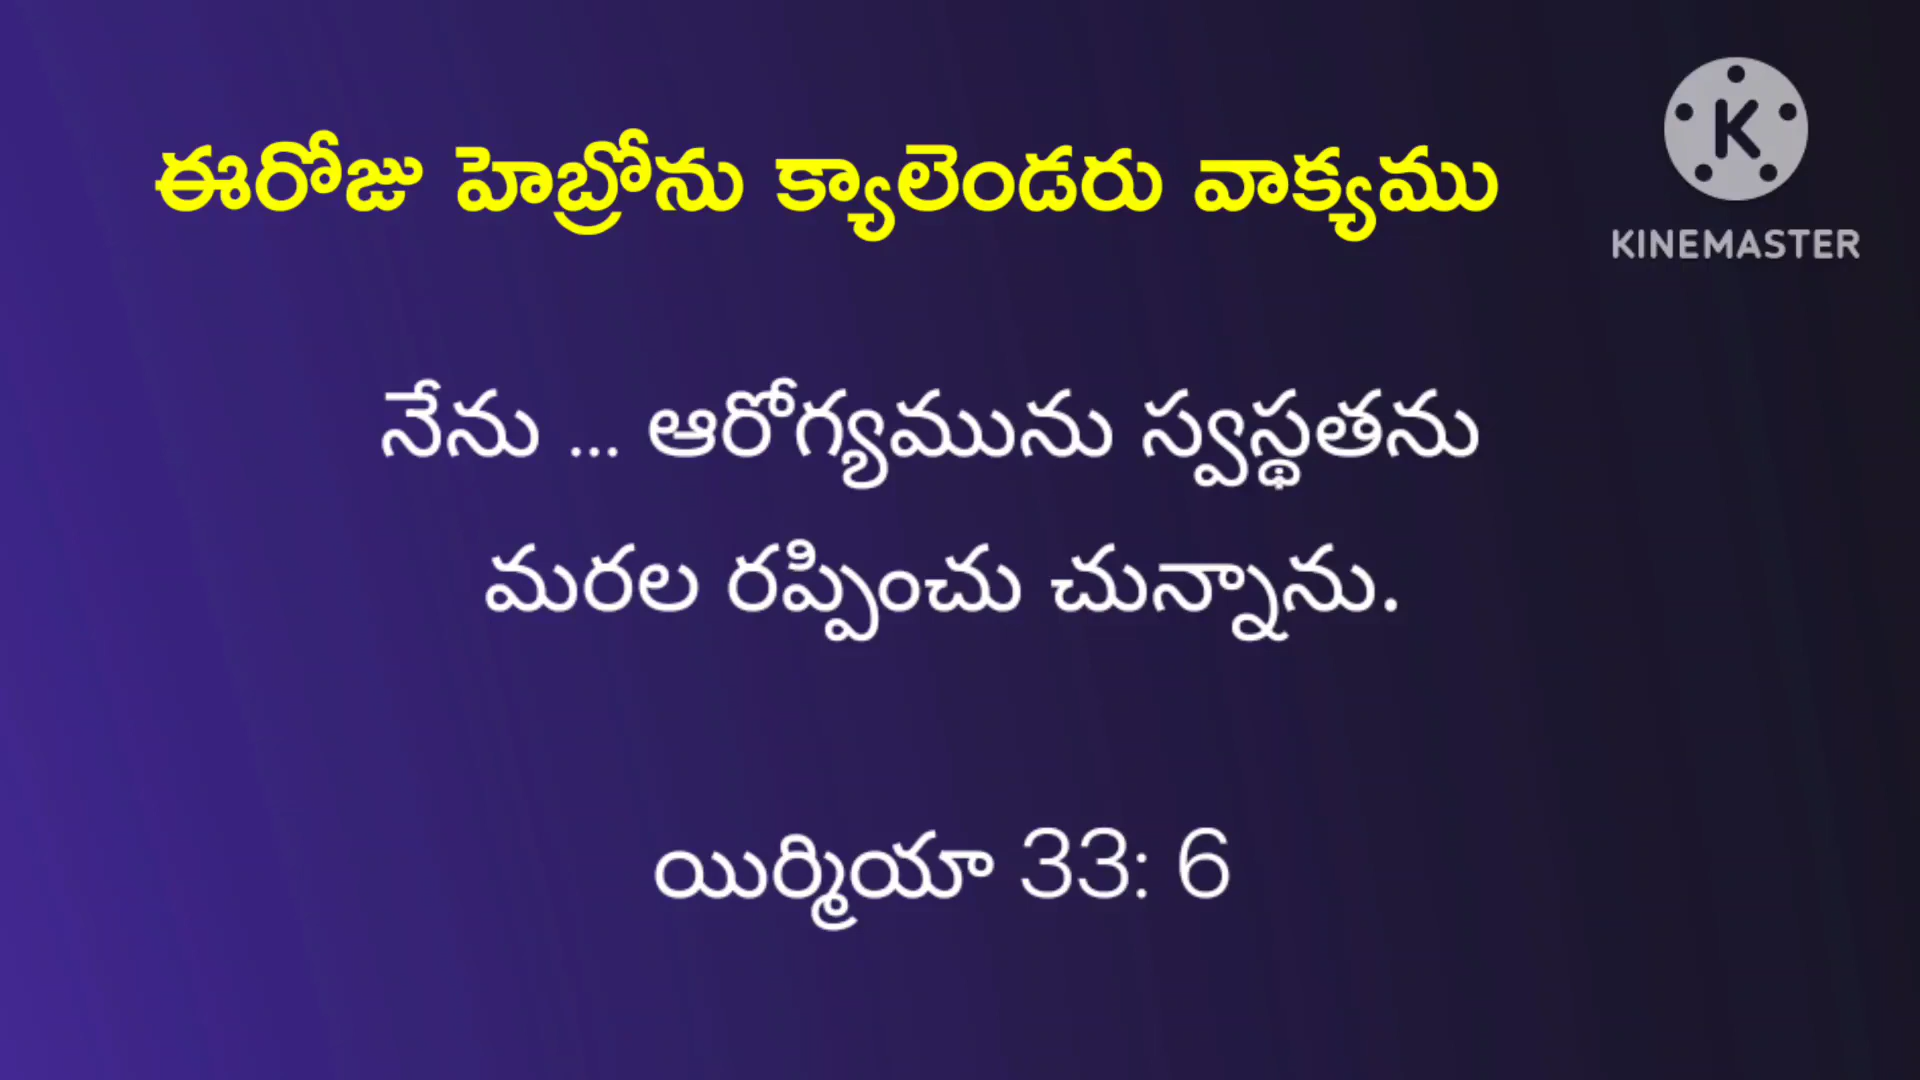 ఈరోజు హెబ్రోను క్యాలెండరు వాక్యము
KINEMASTER
నేను ... ఆరోగ్యమును స్వస్థతను
మరల రప్పించు చున్నాను.
యిర్మియా 33: 6